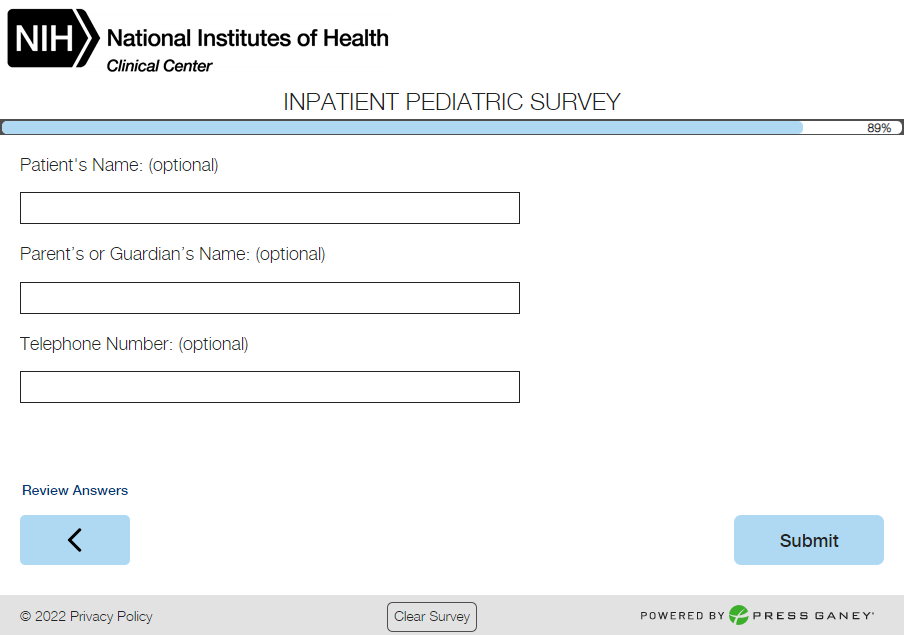 NIH National Institutes of Health
Clinical Center
INPATIENT PEDIATRIC SURVEY
89%
Patient's Name: (optional)
Parent’s or Guardian’s Name: (optional)
Telephone Number: (optional)
Review Answers
Submit
© 2022 Privacy Policy
Clear Survey
POWERED BY PRESS GANEY